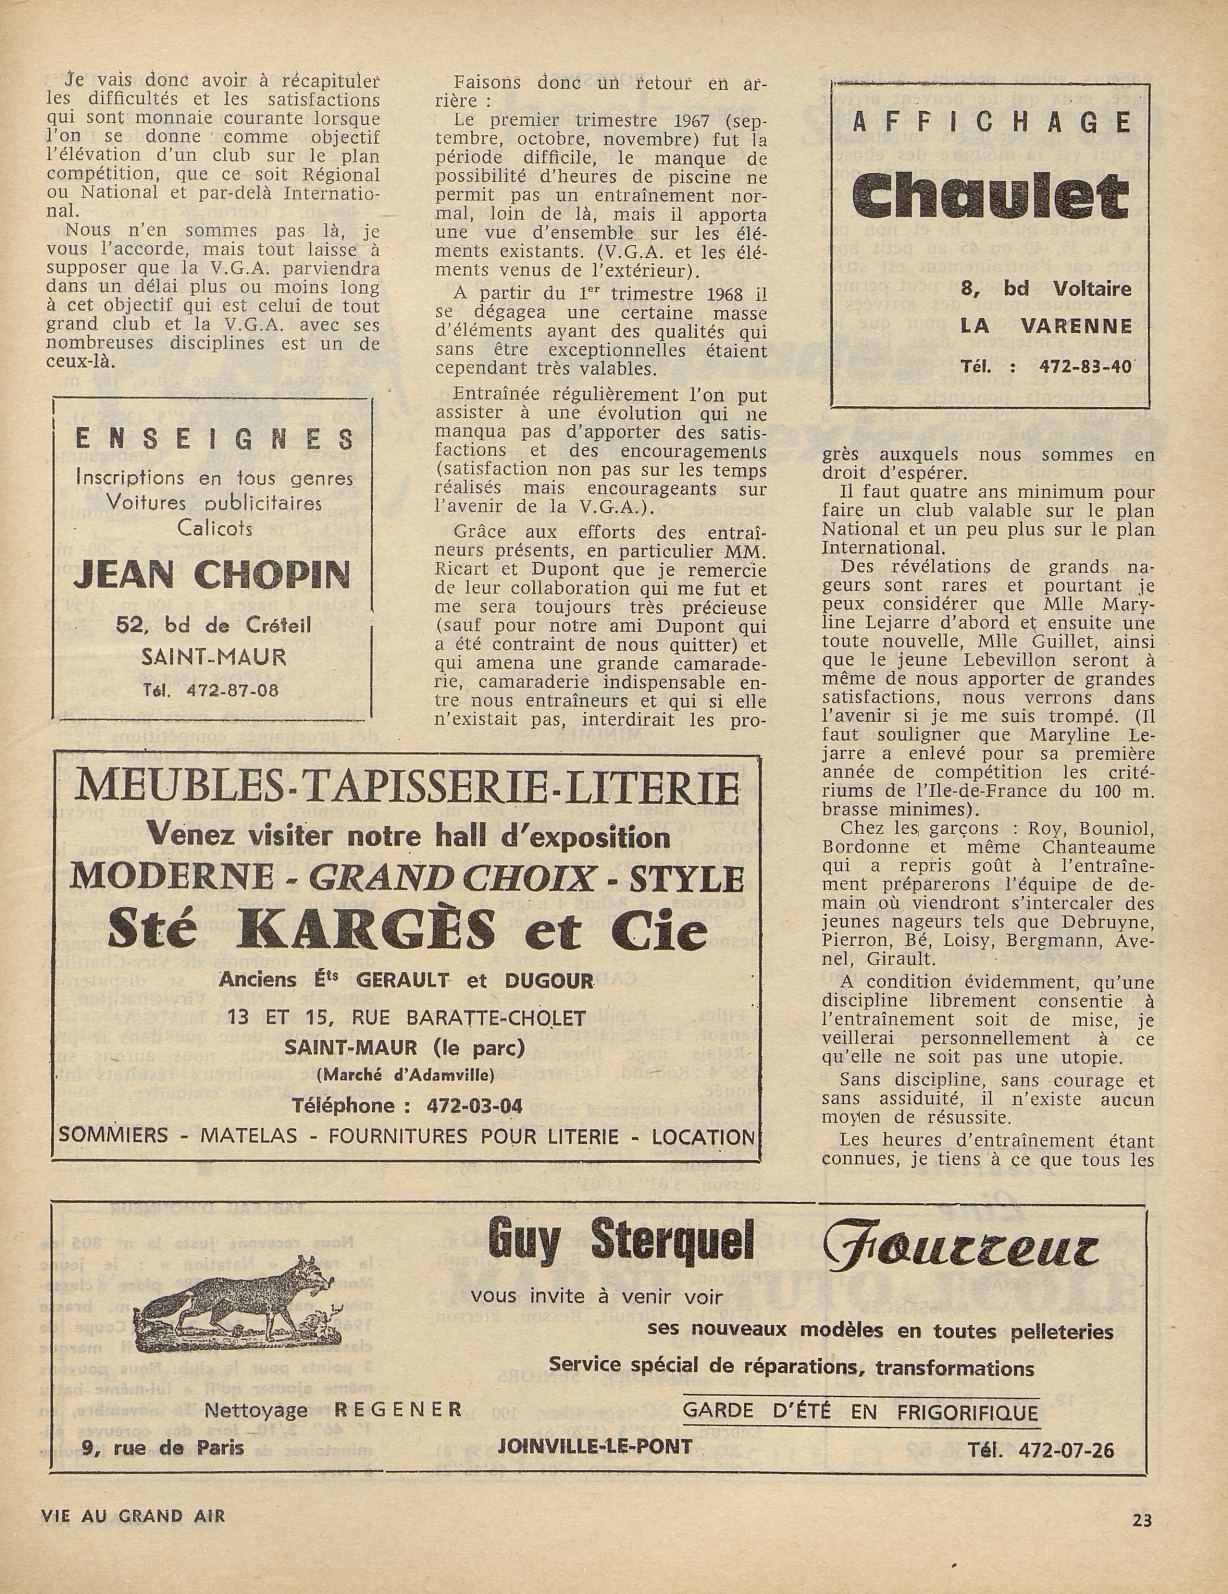 Je vais donc avoir à récapituler
les difficultés et les satisfactions
qui sont monnaie courante lorsque
l'on se donne comme objectif
l'élévation d'un club sur le plan
compétition, que ce soit Régional
ou National et par-delà Internatio-
nal.
Nous n'en sommes pas là, je
vous l'accorde, mais tout laisse à
supposer que la V.G.A. parviendra
dans un délai plus ou moins long
à cet objectif qui est celui de tout
grand club et la V.G.A. avec ses
nombreuses disciplines est un de
ceux-là.
ENSEIGNES
Inscriptions en tous genres
Voitures publicitaires
Calicots
JEAN CHOPIN
52, bd de Créteil
SAINT-MAUR
Tél. 472-87-08
Faisons donc un retour en ar-
rière :
Le premier trimestre 1967 (sep-
tembre, octobre, novembre) fut la
période difficile, le manque de
possibilité d'heures de piscine ne
permit pas un entraînement nor-
mal, loin de là, mais il apporta
une vue d'ensemble sur les élé-
ments existants. (V.G.A. et les élé-
ments venus de l'extérieur).
A partir du 1er trimestre 1968 il
se dégagea une certaine masse
d'éléments ayant des qualités qui
sans être exceptionnelles étaient
cependant très valables.
Entraînée régulièrement l'on put
assister à une évolution qui ne
manqua pas d'apporter des satis-
factions et des encouragements
(satisfaction non pas sur les temps
réalisés mais encourageants sur
l'avenir de la V.G.A.).
Grâce aux efforts des entraî-
neurs présents, en particulier MM.
Ricart et Dupont que je remercie
de leur collaboration qui me fut et
me sera toujours très précieuse
(sauf pour notre ami Dupont qui
a été contraint de nous quitter) et
qui amena une grande camarade-
rie, camaraderie indispensable en-
tre nous entraîneurs et qui si elle
n'existait pas, interdirait les pro-
AFFICHAGE
Chaulet
8, bd Voltaire
LA VARENNE
Tél. : 472-83-40
grès auxquels nous sommes en
droit d'espérer.
Il faut quatre ans minimum pour
faire un club valable sur le plan
National et un peu plus sur le plan
International.
Des révélations de grands na-
geurs sont rares et pourtant je
peux considérer que Mlle Mary-
line Lejarre d'abord et ensuite une
toute nouvelle, Mlle Guillet, ainsi
que le jeune Lebevillon seront à
même de nous apporter de grandes
satisfactions, nous verrons dans
l'avenir si je me suis trompé. (Il
faut souligner que Maryline Le-
jarre a enlevé pour sa première
année de compétition les crité-
riums de l'Ile-de-France du 100 m.
brasse minimes).
Chez les garçons : Roy, Bouniol,
Bordonne et même Chanteaume
qui a repris goût à l'entraîne-
ment préparerons l'équipe de de-
main où viendront s'intercaler des
jeunes nageurs tels que Debruyne,
Pierron, Bé, Loisy, Bergmann, Ave-
nel, Girault.
A condition évidemment, qu'une
discipline librement consentie à
l'entraînement soit de mise, je
veillerai personnellement à ce
qu'elle ne soit pas une utopie.
Sans discipline, sans courage et
sans assiduité, il n'existe aucun
moyen de résussite.
Les heures d'entraînement étant
connues, je tiens à ce que tous les
MEUBLES-TAPISSERIE-LITERIE
Venez visiter notre hall d'exposition
MODERNE - GRAND CHOIX - STYLE
Sté KARGÈS et Cie
Anciens Éts GERAULT et DUGOUR
13 ET 15, RUE BARATTE-CHOLET
SAINT-MAUR (le parc)
(Marché d'Adamville)
Téléphone : 472-03-04
SOMMIERS - MATELAS - FOURNITURES POUR LITERIE - LOCATION
Guy Sterquel Fourreur
vous invite à venir voir
ses nouveaux modèles en toutes pelleteries
Service spécial de réparations, transformations
Nettoyage REGENER GARDE D'ÉTÉ EN FRIGORIFIQUE
9, rue de Paris JOINVILLE-LE-PONT Tél. 472-07-26
VIE AU GRAND AIR 23